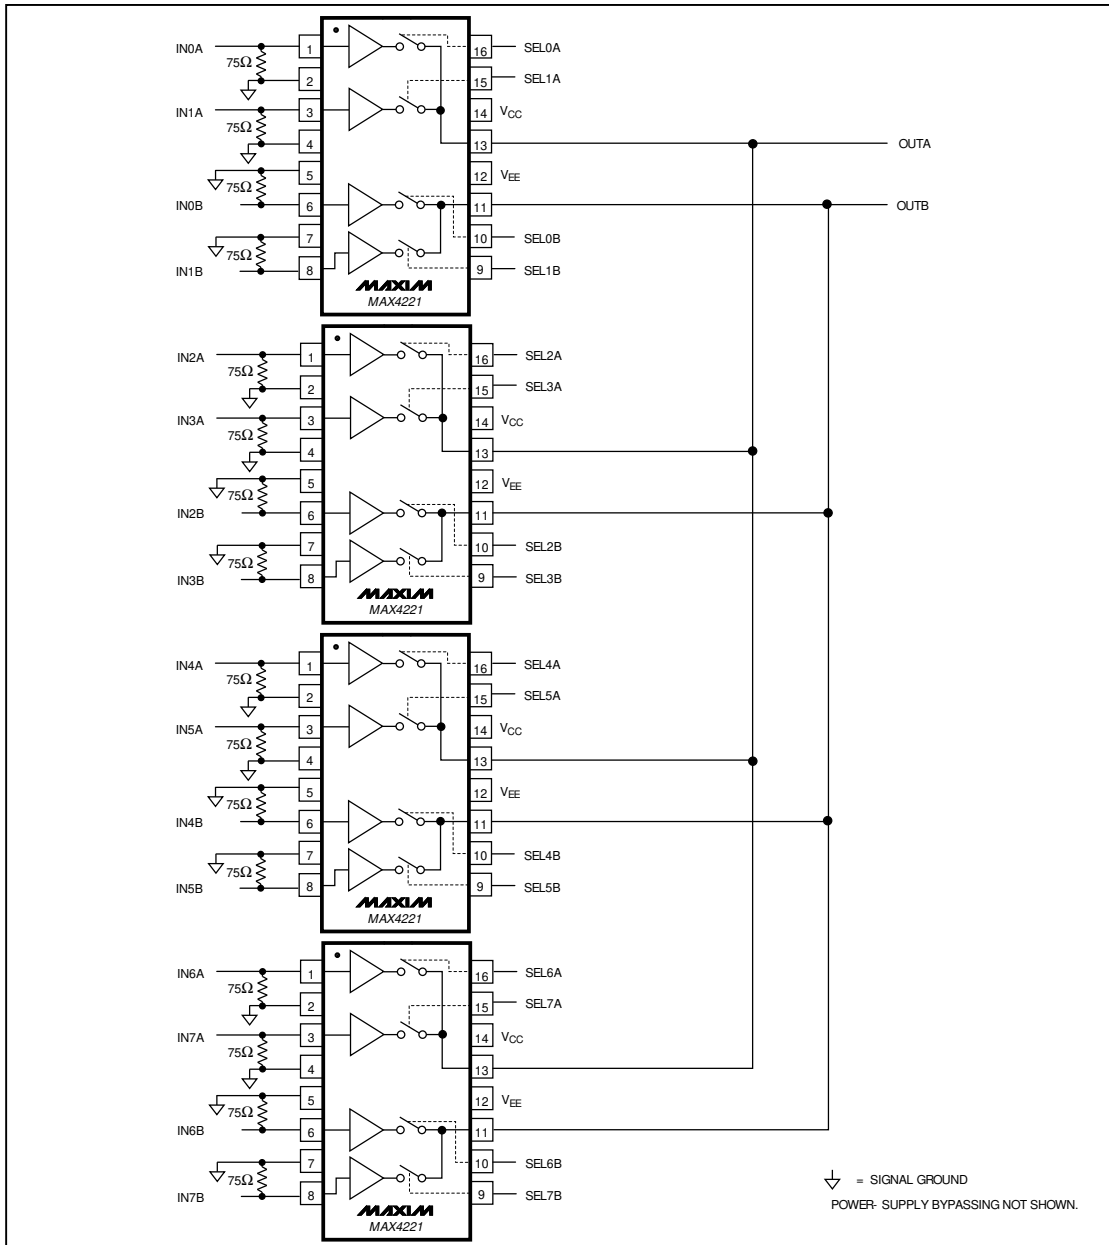 IN0A
75Ω
1
16
SEL0A
2
15
SEL1A
IN1A
75Ω
3
14
VCC
4
13
OUTA
5
12
VEE
75Ω
IN0B
6
11
OUTB
7
10
SEL0B
75Ω
IN1B
8
9
SEL1B
MAXIM
MAX4221
IN2A
75Ω
1
16
SEL2A
2
15
SEL3A
IN3A
75Ω
3
14
VCC
4
13
5
12
VEE
75Ω
IN2B
6
11
7
10
SEL2B
75Ω
IN3B
8
9
SEL3B
MAXIM
MAX4221
IN4A
75Ω
1
16
SEL4A
2
15
SEL5A
IN5A
75Ω
3
14
VCC
4
13
5
12
VEE
75Ω
IN4B
6
11
7
10
SEL4B
75Ω
IN5B
8
9
SEL5B
MAXIM
MAX4221
IN6A
75Ω
1
16
SEL6A
2
15
SEL7A
IN7A
75Ω
3
14
VCC
4
13
5
12
VEE
75Ω
IN6B
6
11
7
10
SEL6B
75Ω
IN7B
8
9
SEL7B
MAXIM
MAX4221
= SIGNAL GROUND
POWER- SUPPLY BYPASSING NOT SHOWN.